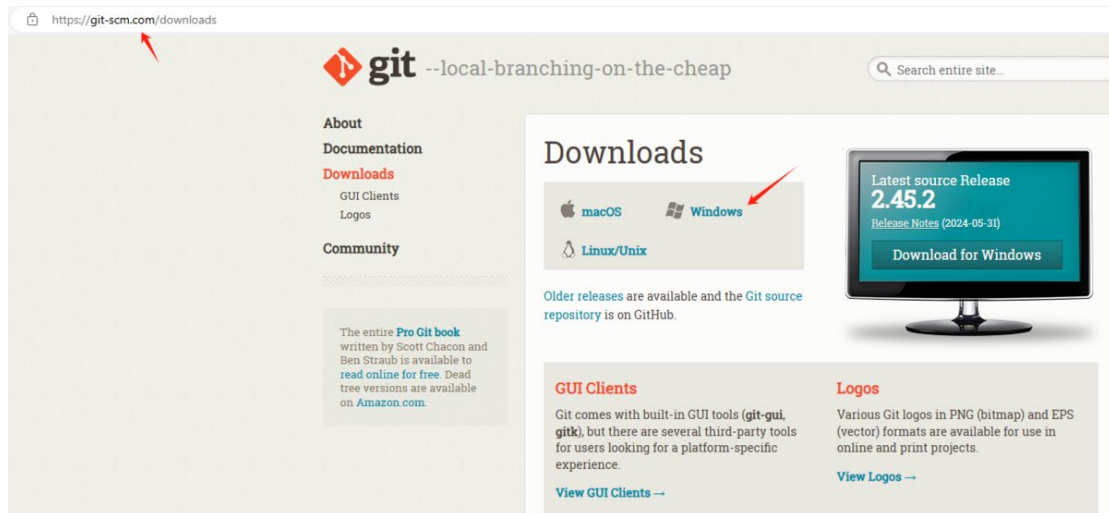 https://git-scm.com/downloads
git --local-branching-on-the-cheap
Search entire site...
About
Documentation
Downloads
GUI Clients
Logos
Community
The entire Pro Git book
written by Scott Chacon and
Ben Straub is available to
read online for free. Dead
tree versions are available
on Amazon.com.
Downloads
macOS
Windows
Linux/Unix
Older releases are available and the Git source
repository is on GitHub.
Latest source Release
2.45.2
Release Notes (2024-05-31)
Download for Windows
GUI Clients
Git comes with built-in GUI tools (git-gui,
gitk), but there are several third-party tools
for users looking for a platform-specific
experience.
View GUI Clients →
Logos
Various Git logos in PNG (bitmap) and EPS
(vector) formats are available for use in
online and print projects.
View Logos →